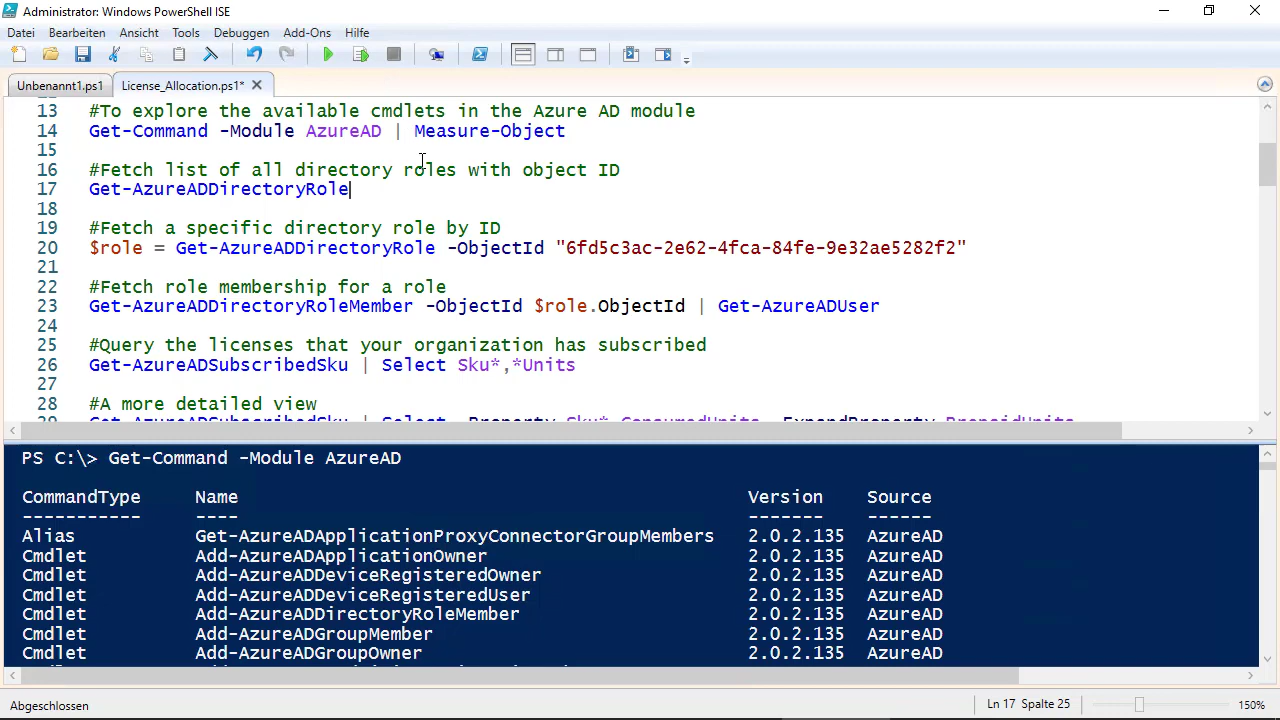 Administrator: Windows PowerShell ISE
Datei Bearbeiten Ansicht Tools Debuggen Add-Ons Hilfe
Unbenannt1.ps1 License_Allocation.ps1*
13 #To explore the available cmdlets in the Azure AD module
14 Get-Command -Module AzureAD | Measure-Object
15
16 #Fetch list of all directory roles with object ID
17 Get-AzureADDirectoryRole
18
19 #Fetch a specific directory role by ID
20 $role = Get-AzureADDirectoryRole -ObjectId "6fd5c3ac-2e62-4fca-84fe-9e32ae5282f2"
21
22 #Fetch role membership for a role
23 Get-AzureADDirectoryRoleMember -ObjectId $role.ObjectId | Get-AzureADUser
24
25 #Query the licenses that your organization has subscribed
26 Get-AzureADSubscribedSku | Select Sku*,*Units
27
28 #A more detailed view
29 Get-AzureADSubscribedSku | Select -Property Sku*,ConsumedUnits -ExpandProperty PrepaidUnits
PS C:\> Get-Command -Module AzureAD
CommandType Name Version Source
----------- ---- ------- ------
Alias Get-AzureADApplicationProxyConnectorGroupMembers 2.0.2.135 AzureAD
Cmdlet Add-AzureADApplicationOwner 2.0.2.135 AzureAD
Cmdlet Add-AzureADDeviceRegisteredOwner 2.0.2.135 AzureAD
Cmdlet Add-AzureADDeviceRegisteredUser 2.0.2.135 AzureAD
Cmdlet Add-AzureADDirectoryRoleMember 2.0.2.135 AzureAD
Cmdlet Add-AzureADGroupMember 2.0.2.135 AzureAD
Cmdlet Add-AzureADGroupOwner 2.0.2.135 AzureAD
Abgeschlossen Ln 17 Spalte 25 150%